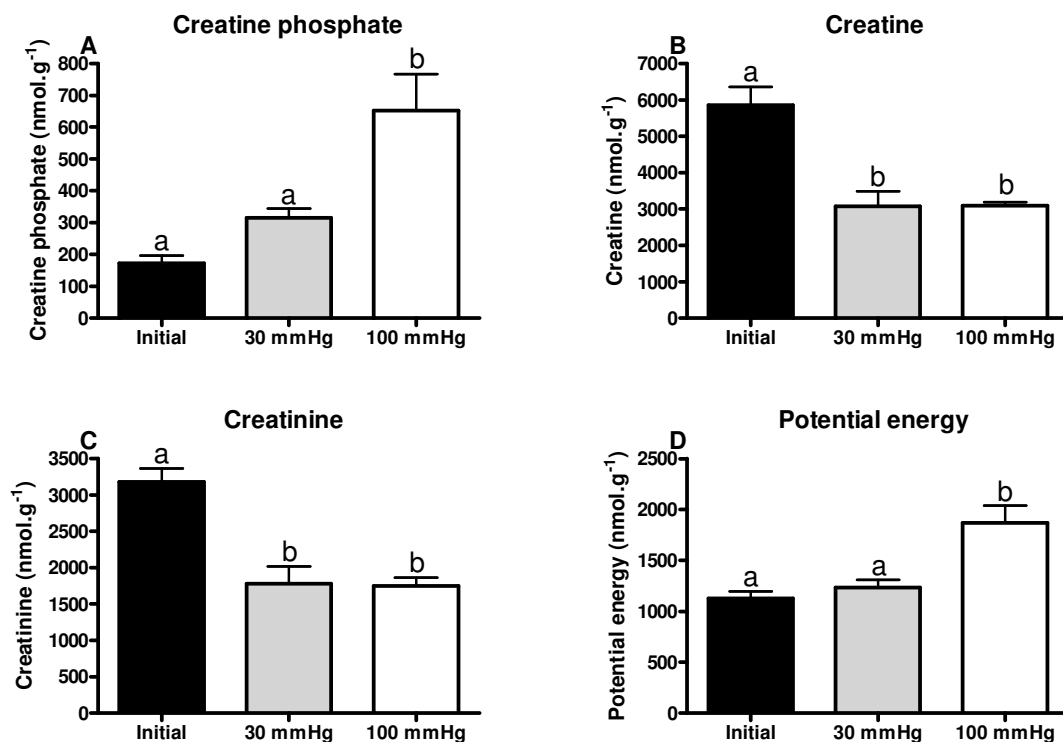 A
Creatine phosphate
Creatine phosphate (nmol.g⁻¹)
800
700
600
500
400
300
200
100
0
a
a
b
Initial
30 mmHg
100 mmHg
B
Creatine
Creatine (nmol.g⁻¹)
7000
6000
5000
4000
3000
2000
1000
0
a
b
b
Initial
30 mmHg
100 mmHg
C
Creatinine
Creatinine (nmol.g⁻¹)
3500
3000
2500
2000
1500
1000
500
0
a
b
b
Initial
30 mmHg
100 mmHg
D
Potential energy
Potential energy (nmol.g⁻¹)
2500
2000
1500
1000
500
0
a
a
b
Initial
30 mmHg
100 mmHg